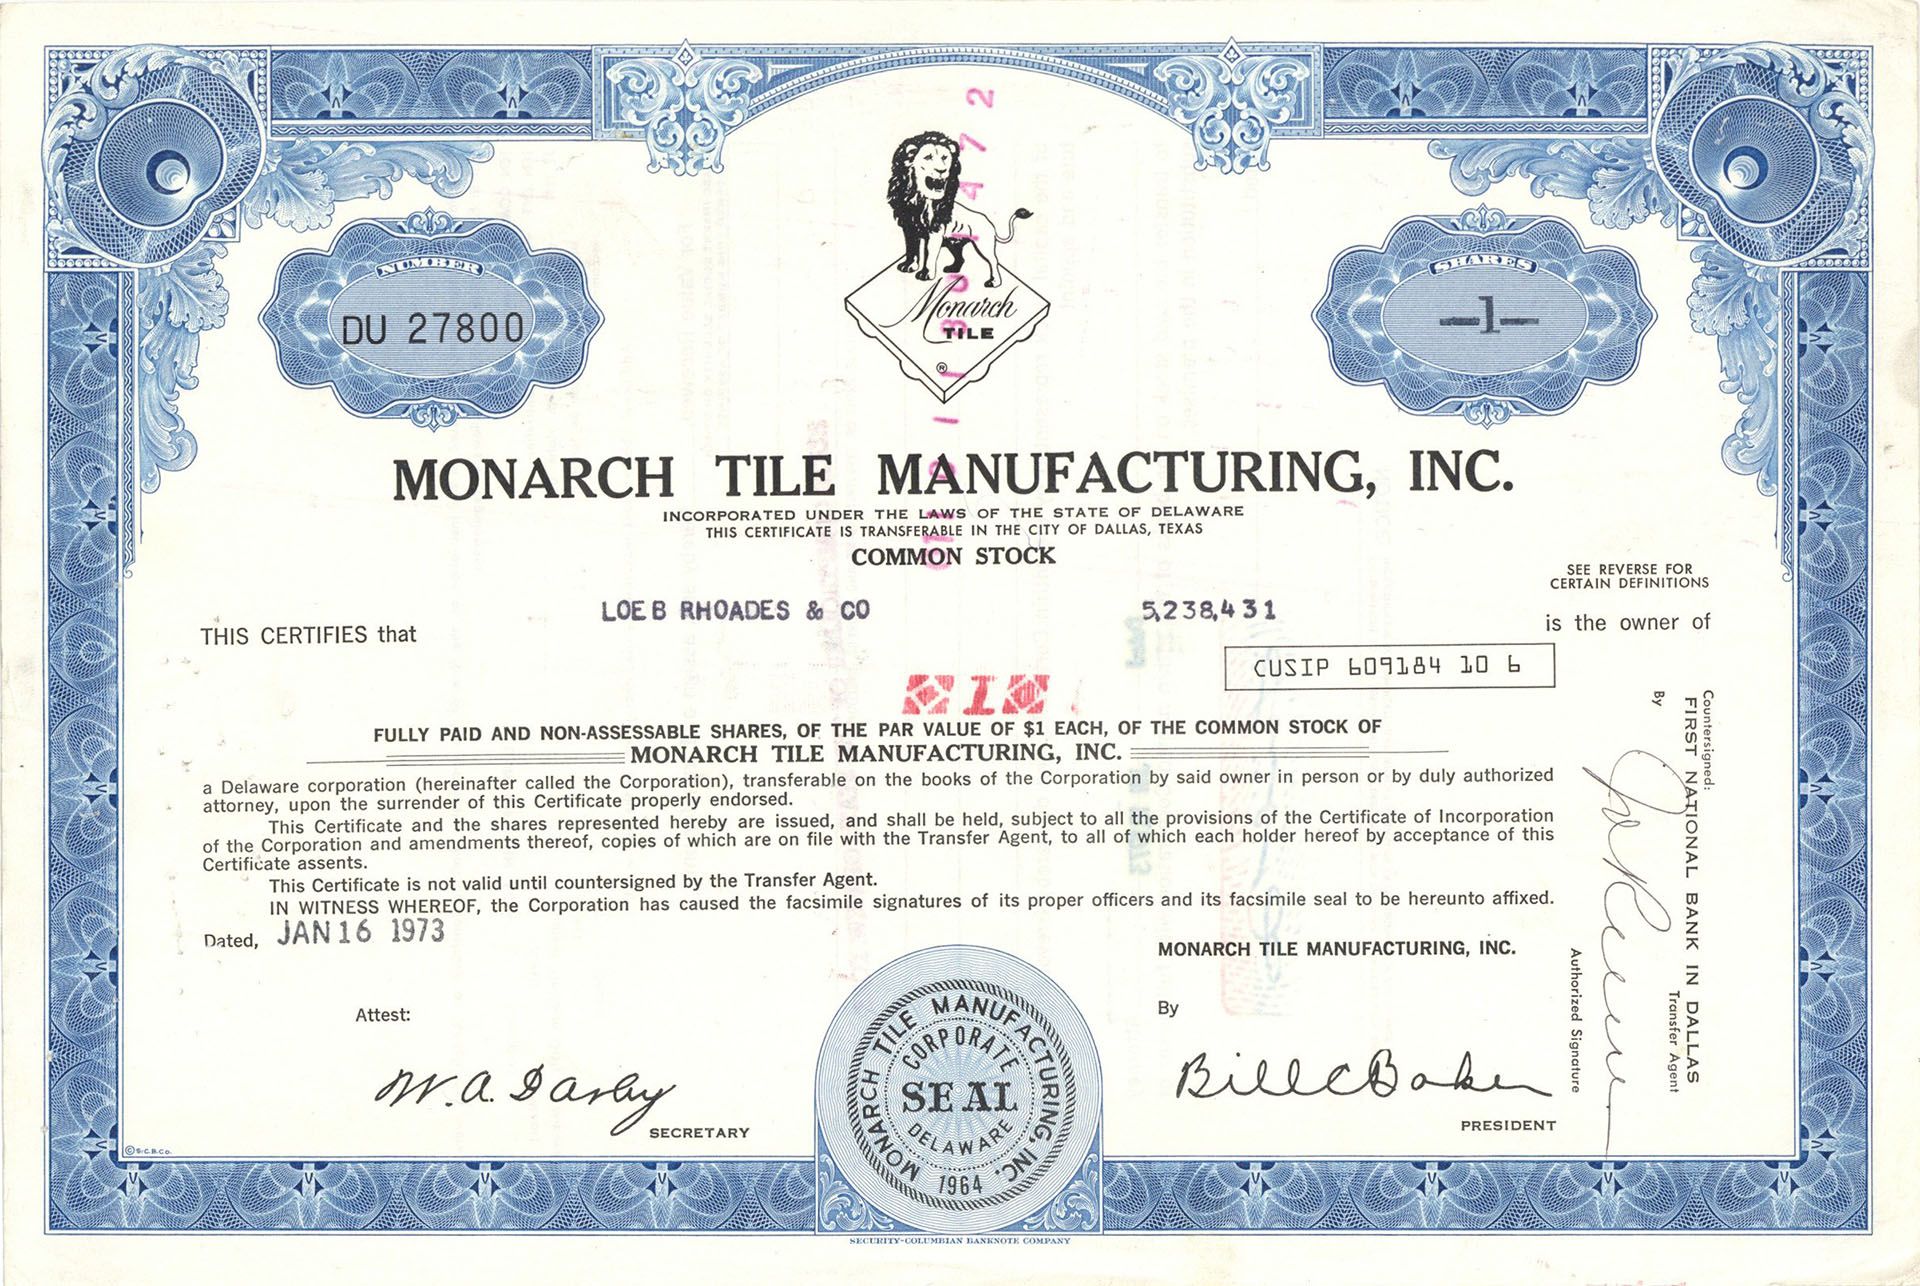 NUMBER
DU 27800
Monarch
TILE
®
SHARES
—1—
MONARCH TILE MANUFACTURING, INC.
INCORPORATED UNDER THE LAWS OF THE STATE OF DELAWARE
THIS CERTIFICATE IS TRANSFERABLE IN THE CITY OF DALLAS, TEXAS
COMMON STOCK
SEE REVERSE FOR
CERTAIN DEFINITIONS
LOEB RHOADES & CO 5,238,431
THIS CERTIFIES that is the owner of
CUSIP 609184 10 6
1
FULLY PAID AND NON-ASSESSABLE SHARES, OF THE PAR VALUE OF $1 EACH, OF THE COMMON STOCK OF
MONARCH TILE MANUFACTURING, INC.
a Delaware corporation (hereinafter called the Corporation), transferable on the books of the Corporation by said owner in person or by duly authorized
attorney, upon the surrender of this Certificate properly endorsed.
This Certificate and the shares represented hereby are issued, and shall be held, subject to all the provisions of the Certificate of Incorporation
of the Corporation and amendments thereof, copies of which are on file with the Transfer Agent, to all of which each holder hereof by acceptance of this
Certificate assents.
This Certificate is not valid until countersigned by the Transfer Agent.
IN WITNESS WHEREOF, the Corporation has caused the facsimile signatures of its proper officers and its facsimile seal to be hereunto affixed.
Dated, JAN 16 1973
MONARCH TILE MANUFACTURING, INC.
Attest:
By
W. A. Darby
SECRETARY
Bill C Baker
PRESIDENT
MONARCH TILE MANUFACTURING, INC.
CORPORATE
SEAL
DELAWARE
1964
Countersigned:
FIRST NATIONAL BANK IN DALLAS
Transfer Agent
By
Authorized Signature
© S.C.B.Co.
SECURITY-COLUMBIAN BANKNOTE COMPANY